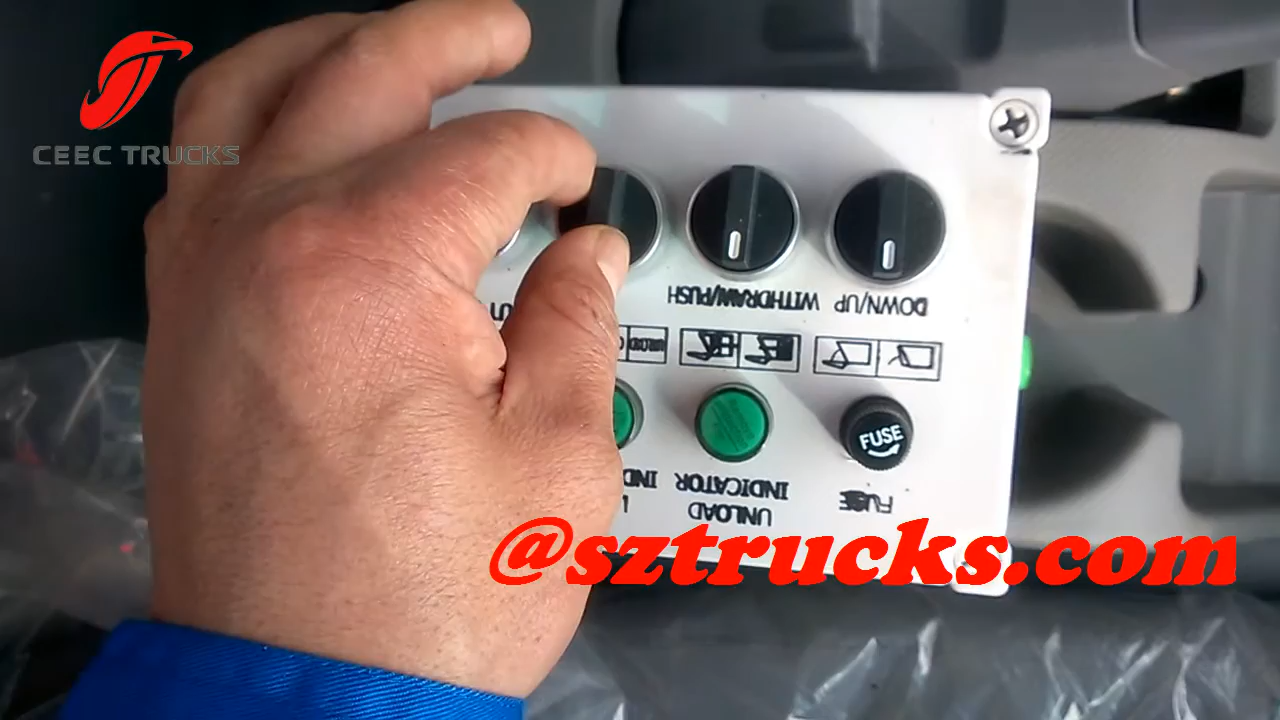 CEEC TRUCKS
DOWN/UP WITHDRAW/PUSH
FUSE
INDICATOR
FUSE
UNLOAD
@sztrucks.com